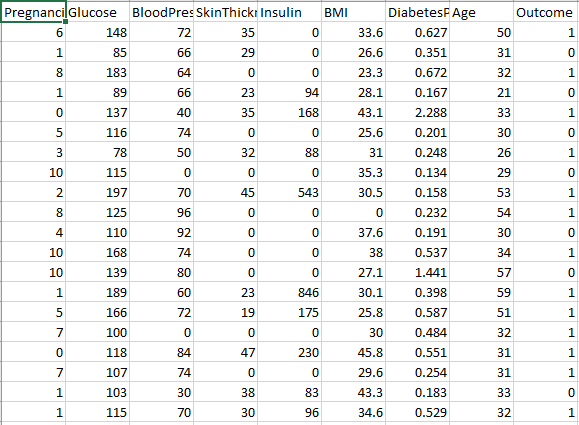 Pregnanci Glucose BloodPres SkinThickr Insulin BMI DiabetesP Age Outcome
6 148 72 35 0 33.6 0.627 50 1
1 85 66 29 0 26.6 0.351 31 0
8 183 64 0 0 23.3 0.672 32 1
1 89 66 23 94 28.1 0.167 21 0
0 137 40 35 168 43.1 2.288 33 1
5 116 74 0 0 25.6 0.201 30 0
3 78 50 32 88 31 0.248 26 1
10 115 0 0 0 35.3 0.134 29 0
2 197 70 45 543 30.5 0.158 53 1
8 125 96 0 0 0 0.232 54 1
4 110 92 0 0 37.6 0.191 30 0
10 168 74 0 0 38 0.537 34 1
10 139 80 0 0 27.1 1.441 57 0
1 189 60 23 846 30.1 0.398 59 1
5 166 72 19 175 25.8 0.587 51 1
7 100 0 0 0 30 0.484 32 1
0 118 84 47 230 45.8 0.551 31 1
7 107 74 0 0 29.6 0.254 31 1
1 103 30 38 83 43.3 0.183 33 0
1 115 70 30 96 34.6 0.529 32 1